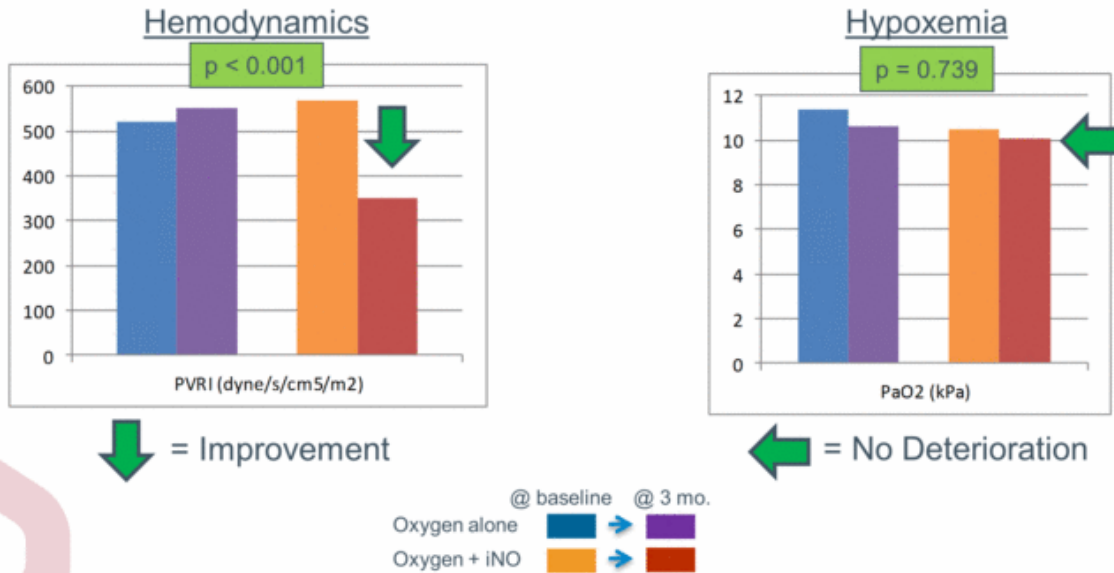 Hemodynamics
p < 0.001
600
500
400
300
200
100
0
PVRI (dyne/s/cm5/m2)
= Improvement
Hypoxemia
p = 0.739
12
10
8
6
4
2
0
PaO2 (kPa)
= No Deterioration
@ baseline @ 3 mo.
Oxygen alone
Oxygen + iNO